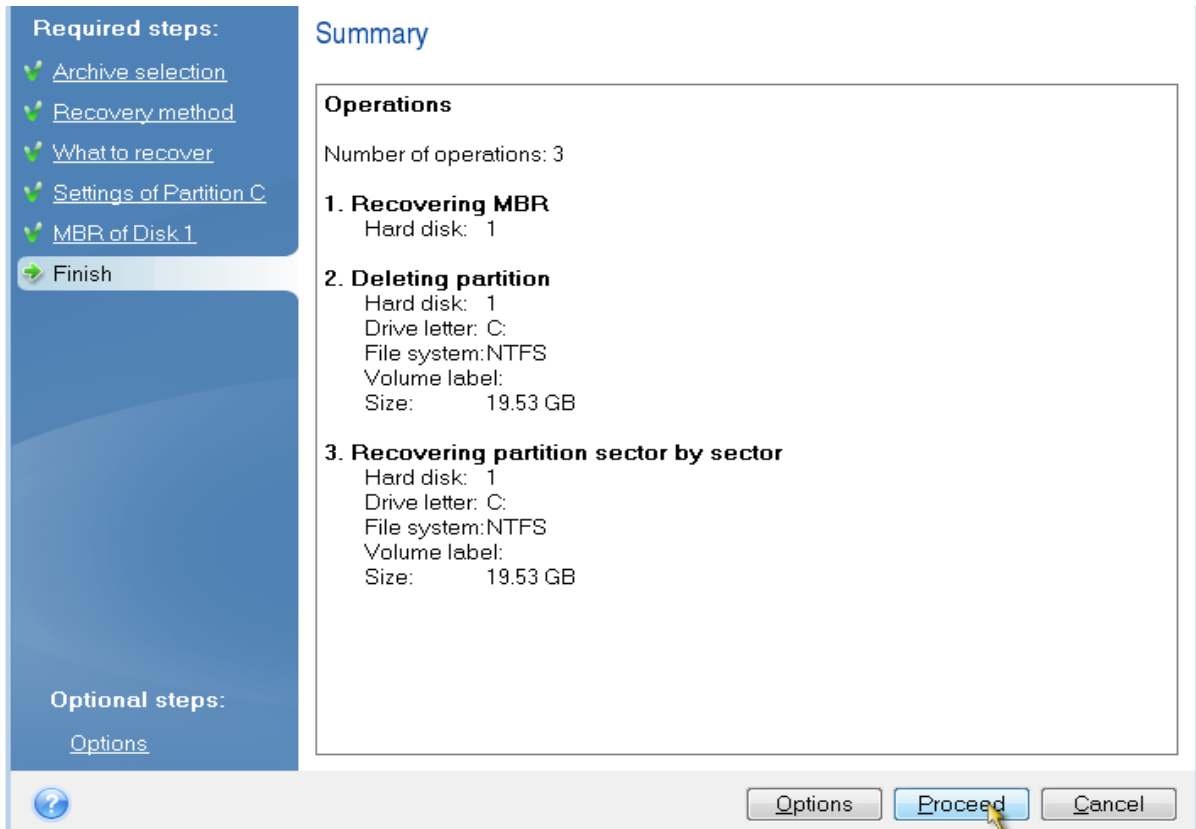 Required steps:
Archive selection
Recovery method
What to recover
Settings of Partition C
MBR of Disk 1
Finish
Optional steps:
Options
Summary
Operations
Number of operations: 3
1. Recovering MBR
Hard disk: 1
2. Deleting partition
Hard disk: 1
Drive letter: C:
File system:NTFS
Volume label:
Size: 19.53 GB
3. Recovering partition sector by sector
Hard disk: 1
Drive letter: C:
File system:NTFS
Volume label:
Size: 19.53 GB
?
Options Proceed Cancel